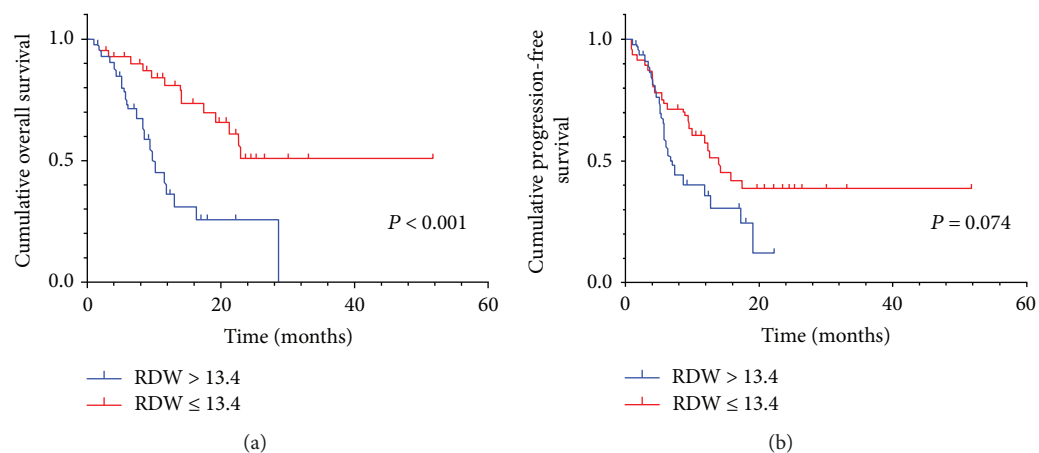 Cumulative overall survival
1.0
0.5
0.0
P < 0.001
0
20
40
60
Time (months)
RDW > 13.4
RDW ≤ 13.4
(a)
Cumulative progression-free
survival
1.0
0.5
0.0
P = 0.074
0
20
40
60
Time (months)
RDW > 13.4
RDW ≤ 13.4
(b)